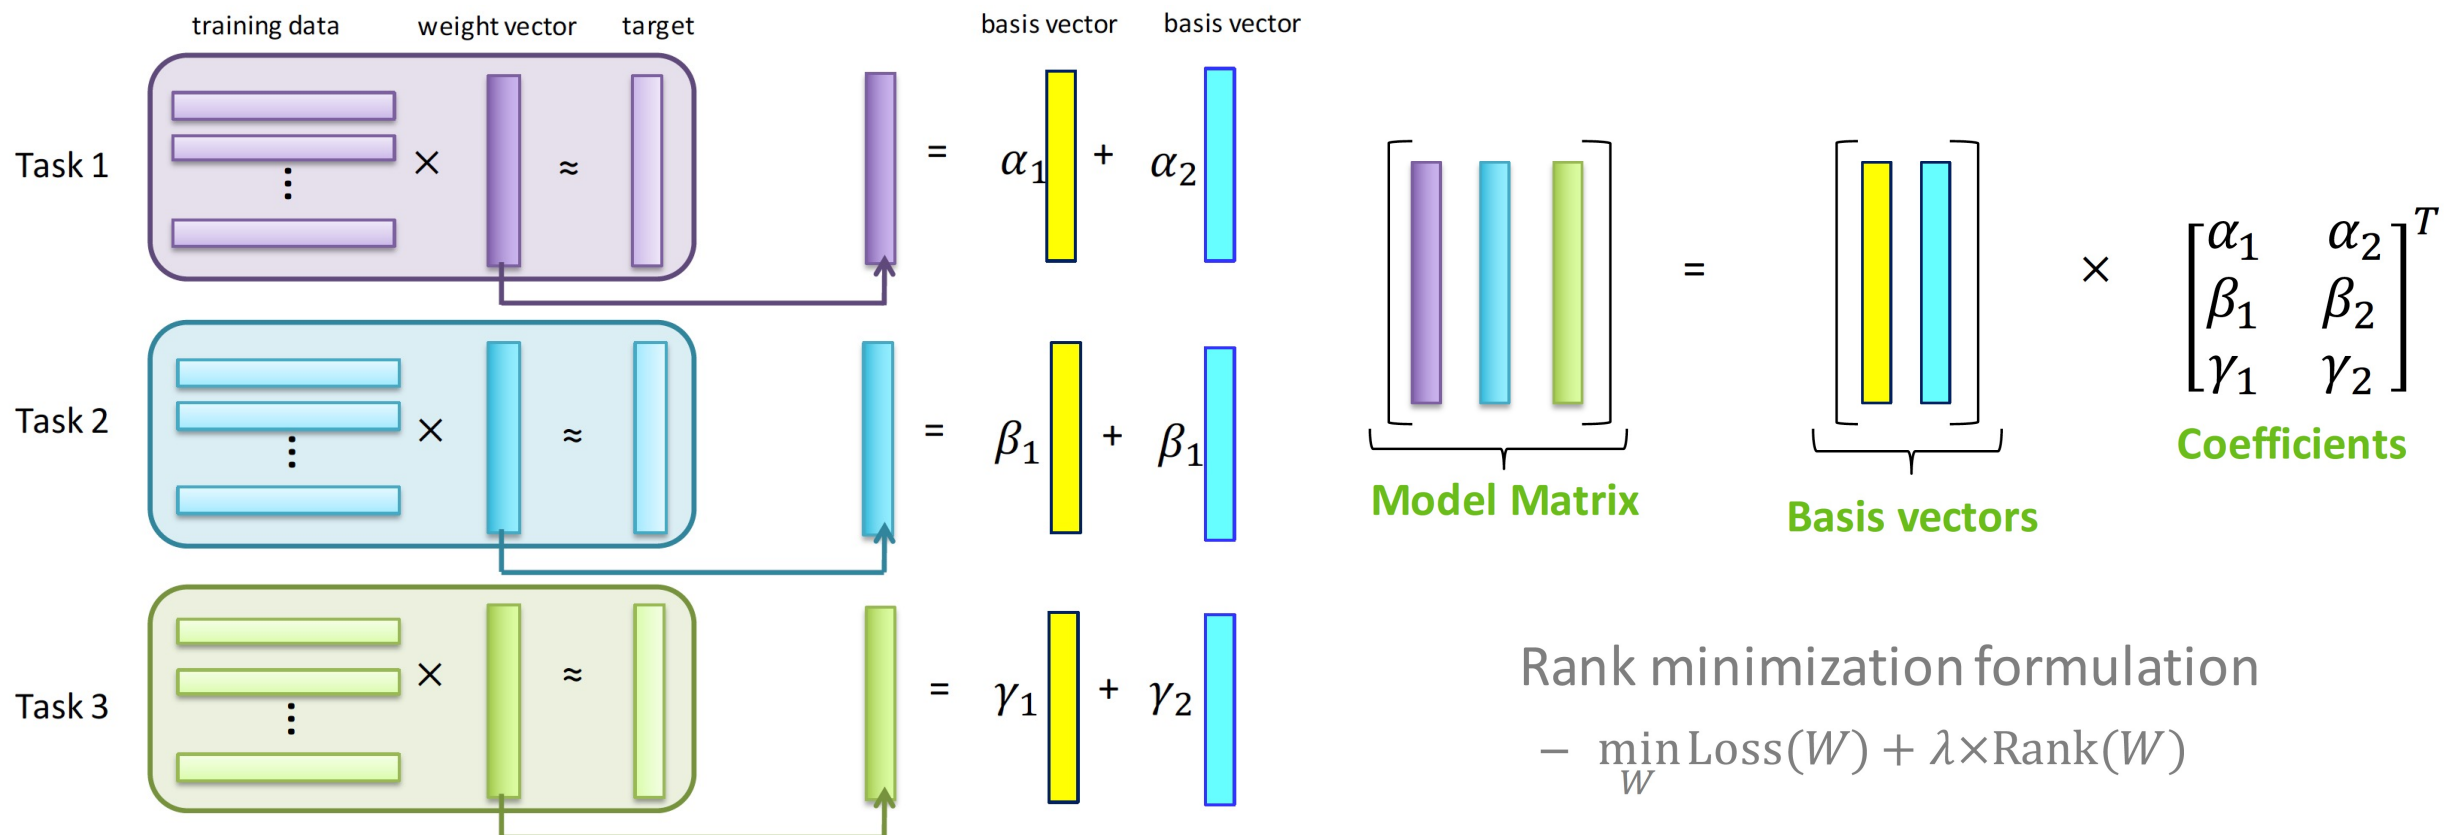 training data weight vector target basis vector basis vector
Task 1 × ≈ = α₁ + α₂
Task 2 × ≈ = β₁ + β₁
Task 3 × ≈ = γ₁ + γ₂
= × [α₁ α₂
β₁ β₂
γ₁ γ₂]ᵀ
Model Matrix
Basis vectors
Coefficients
Rank minimization formulation
− min_W Loss(W) + λ×Rank(W)